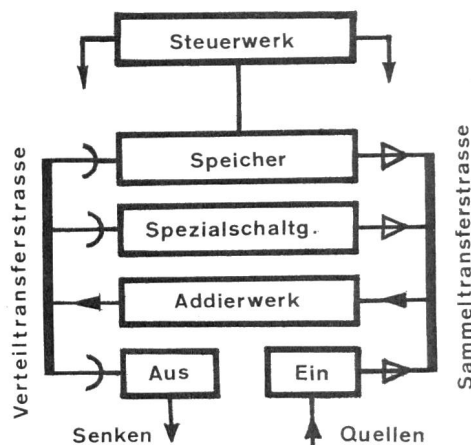 Steuerwerk
Verteiltransferstrasse
Speicher
Spezialschaltg.
Addierwerk
Aus
Ein
Sammeltransferstrasse
Senken
Quellen